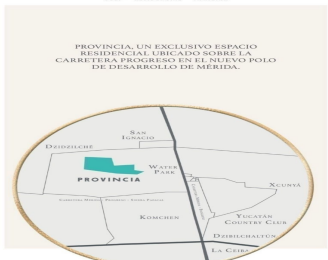 PROVINCIA, UN EXCLUSIVO ESPACIO
RESIDENCIAL UBICADO SOBRE LA
CARRETERA PROGRESO EN EL NUEVO POLO
DE DESARROLLO DE MÉRIDA.
SAN
IGNACIO
DZIDZILCHÉ
WATER
PARK
PROVINCIA
XCUNYÁ
KOMCHEN
YUCATÁN
COUNTRY CLUB
DZIBILCHALTÚN
LA CEIBA